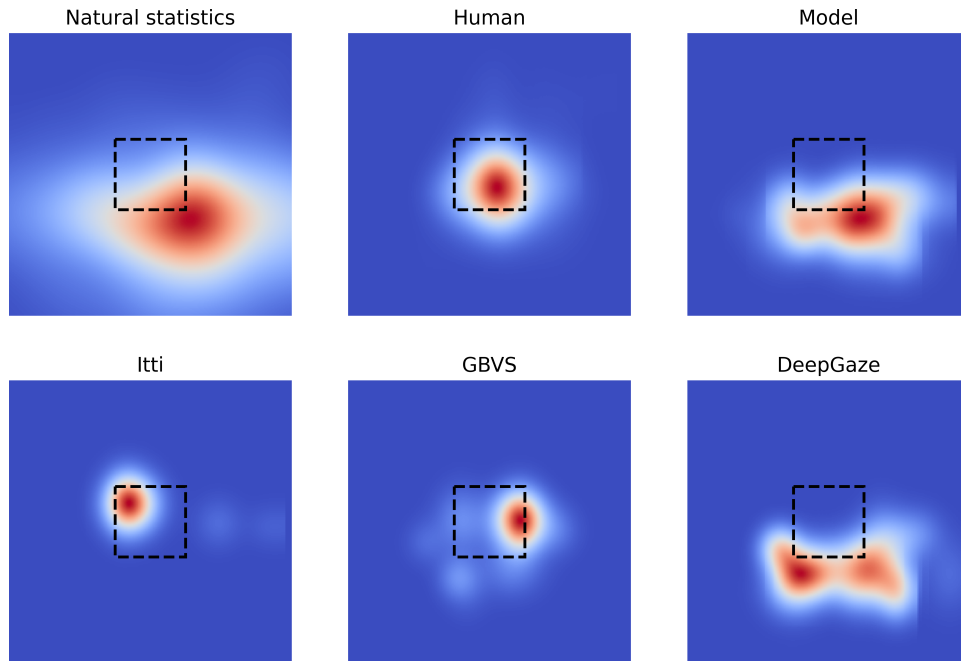 Natural statistics
Human
Model
Itti
GBVS
DeepGaze